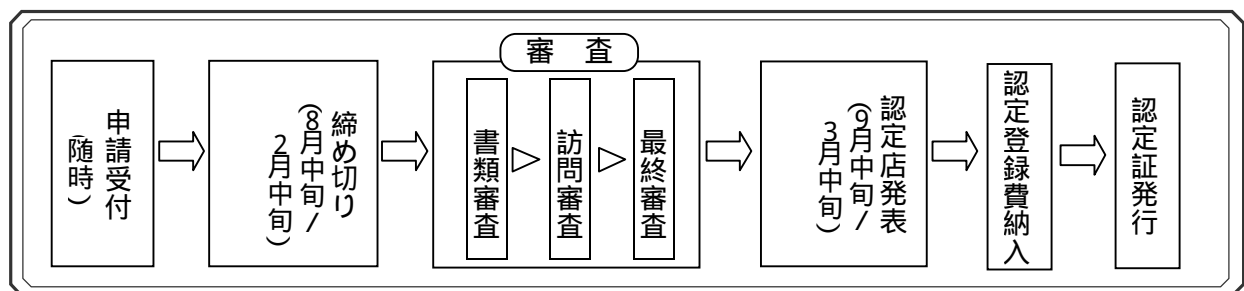 申請受付
(随時)
締め切り
(8月中旬/
2月中旬)
審　査
書類審査
訪問審査
最終審査
認定店発表
(9月中旬/
3月中旬)
認定登録費納入
認定証発行